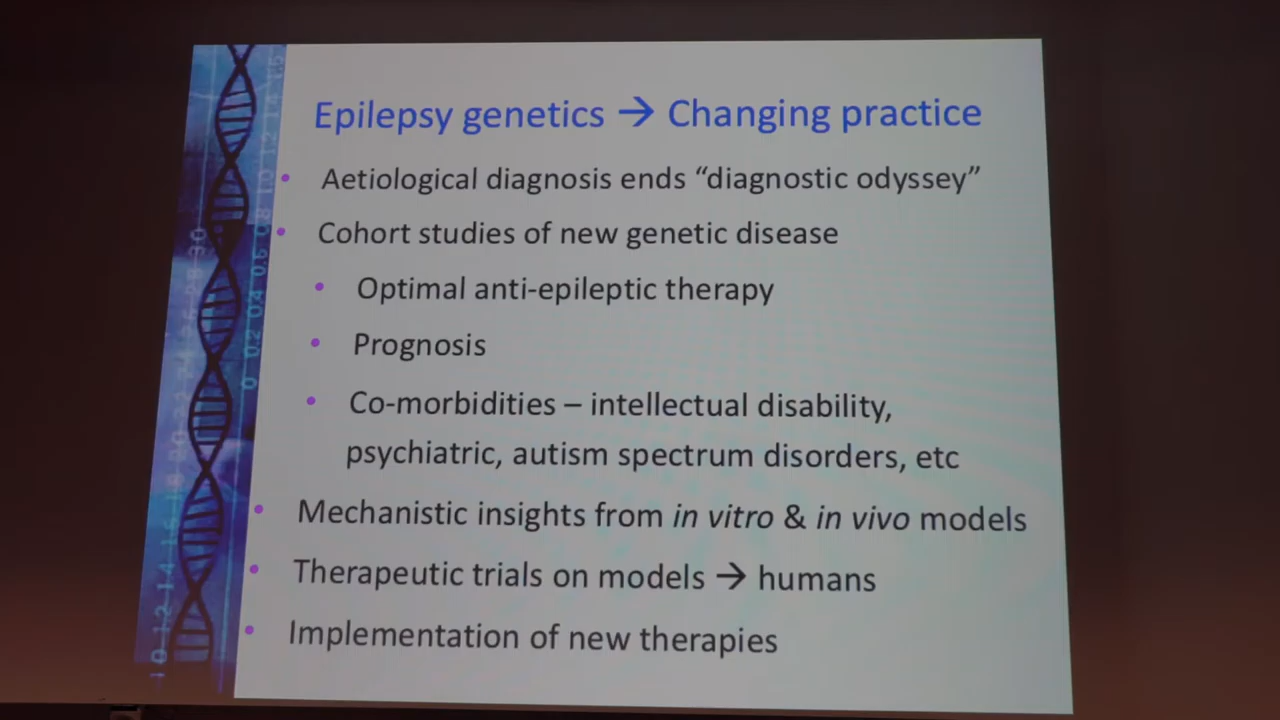 Epilepsy genetics → Changing practice
• Aetiological diagnosis ends “diagnostic odyssey”
• Cohort studies of new genetic disease
• Optimal anti-epileptic therapy
• Prognosis
• Co-morbidities – intellectual disability,
psychiatric, autism spectrum disorders, etc
• Mechanistic insights from in vitro & in vivo models
• Therapeutic trials on models → humans
• Implementation of new therapies